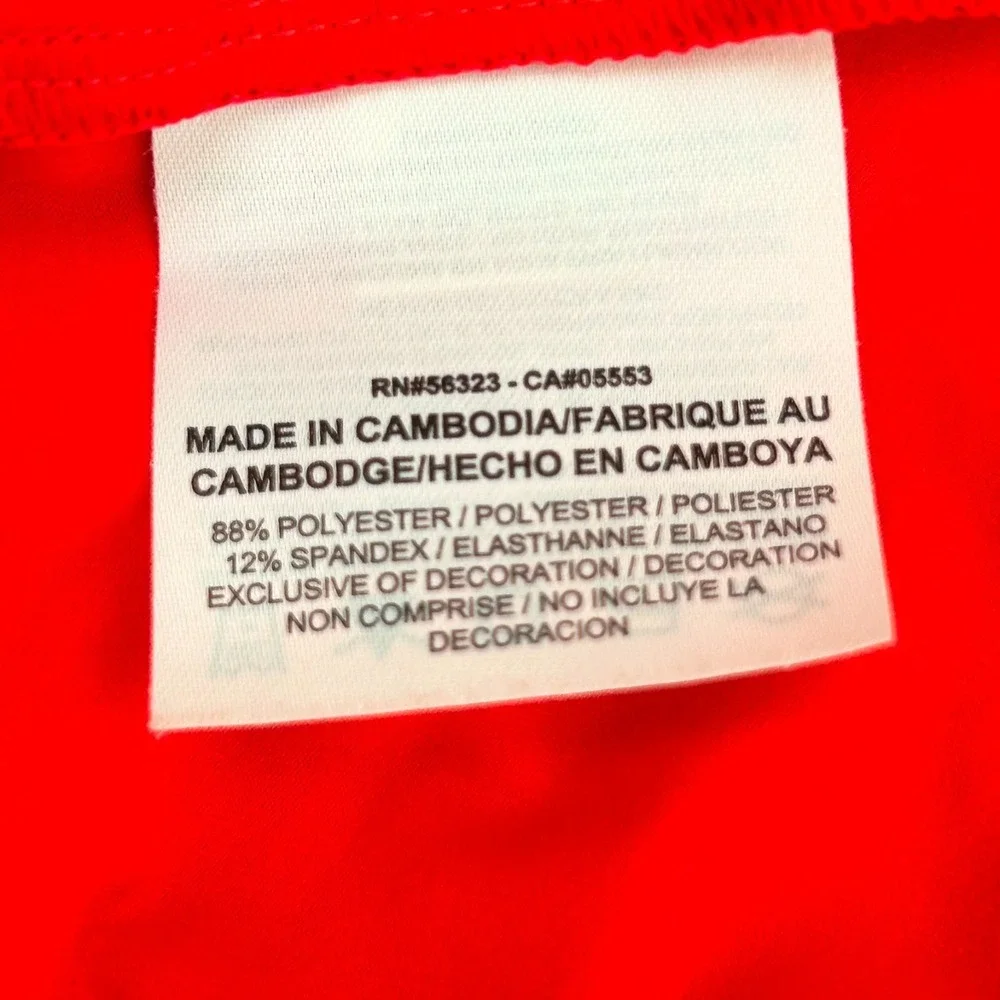 RN#56323 - CA#05553
MADE IN CAMBODIA/FABRIQUE AU
CAMBODGE/HECHO EN CAMBOYA
88% POLYESTER / POLYESTER / POLIESTER
12% SPANDEX / ELASTHANNE / ELASTANO
EXCLUSIVE OF DECORATION / DECORATION
NON COMPRISE / NO INCLUYE LA
DECORACION